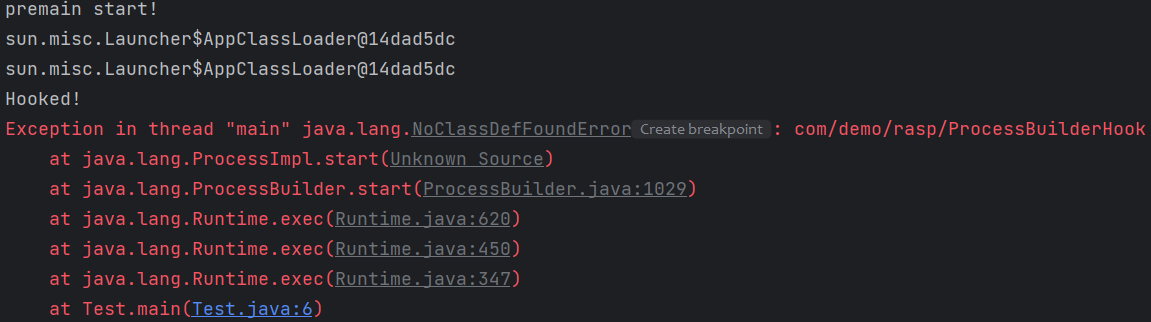 premain start!
sun.misc.Launcher$AppClassLoader@14dad5dc
sun.misc.Launcher$AppClassLoader@14dad5dc
Hooked!
Exception in thread "main" java.lang.NoClassDefFoundError Create breakpoint : com/demo/rasp/ProcessBuilderHook
    at java.lang.ProcessImpl.start(Unknown Source)
    at java.lang.ProcessBuilder.start(ProcessBuilder.java:1029)
    at java.lang.Runtime.exec(Runtime.java:620)
    at java.lang.Runtime.exec(Runtime.java:450)
    at java.lang.Runtime.exec(Runtime.java:347)
    at Test.main(Test.java:6)